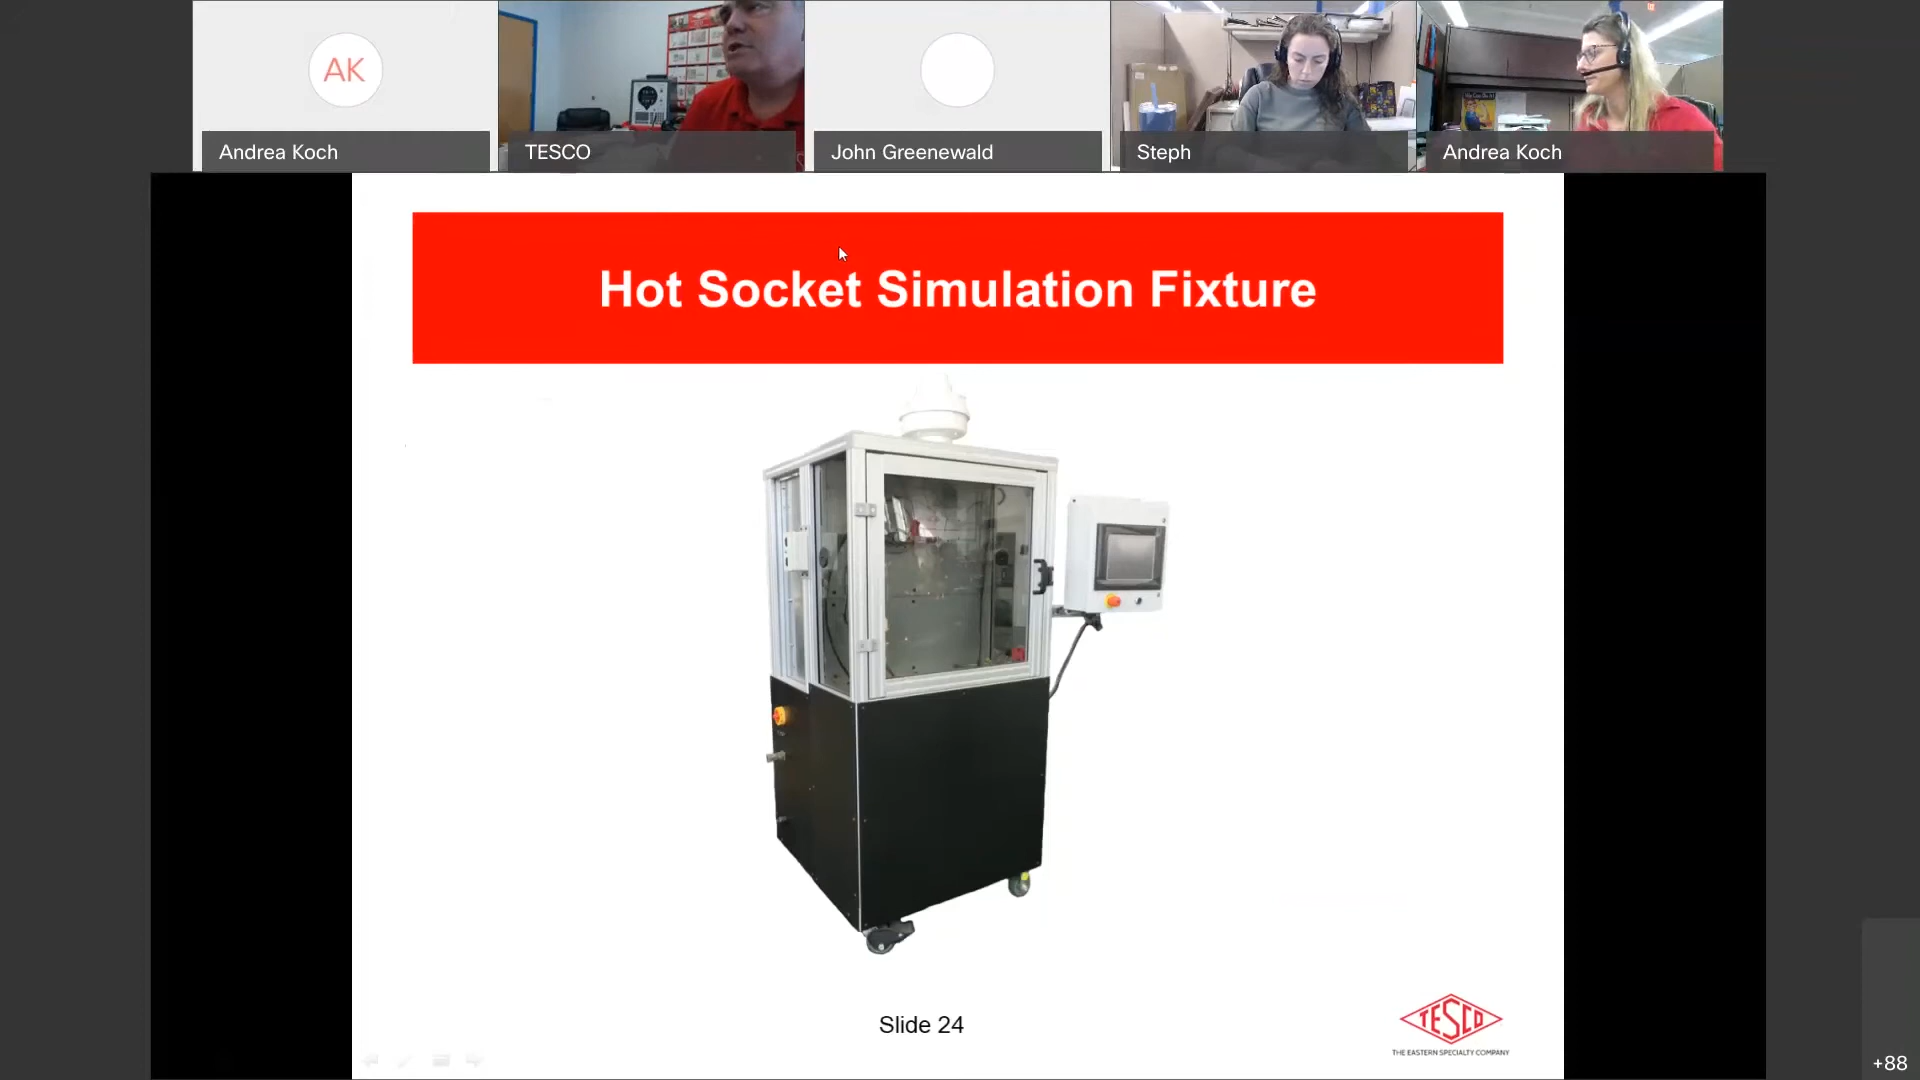 AK
Andrea Koch
TESCO
John Greenewald
Steph
Andrea Koch
Hot Socket Simulation Fixture
Slide 24
TESCO
THE EASTERN SPECIALTY COMPANY
+88